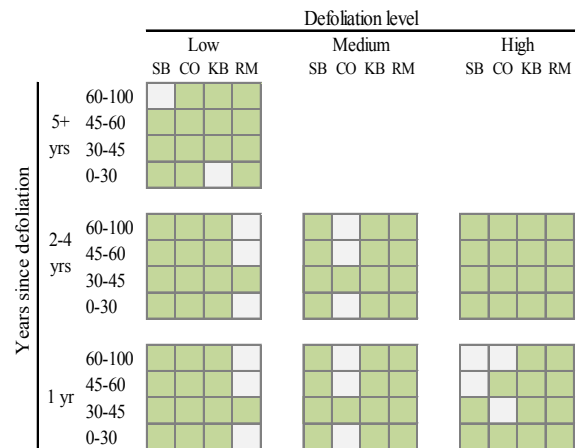 Defoliation level
Low Medium High
SB CO KB RM SB CO KB RM SB CO KB RM
Years since defoliation
5+ yrs
60-100
45-60
30-45
0-30
2-4 yrs
60-100
45-60
30-45
0-30
1 yr
60-100
45-60
30-45
0-30